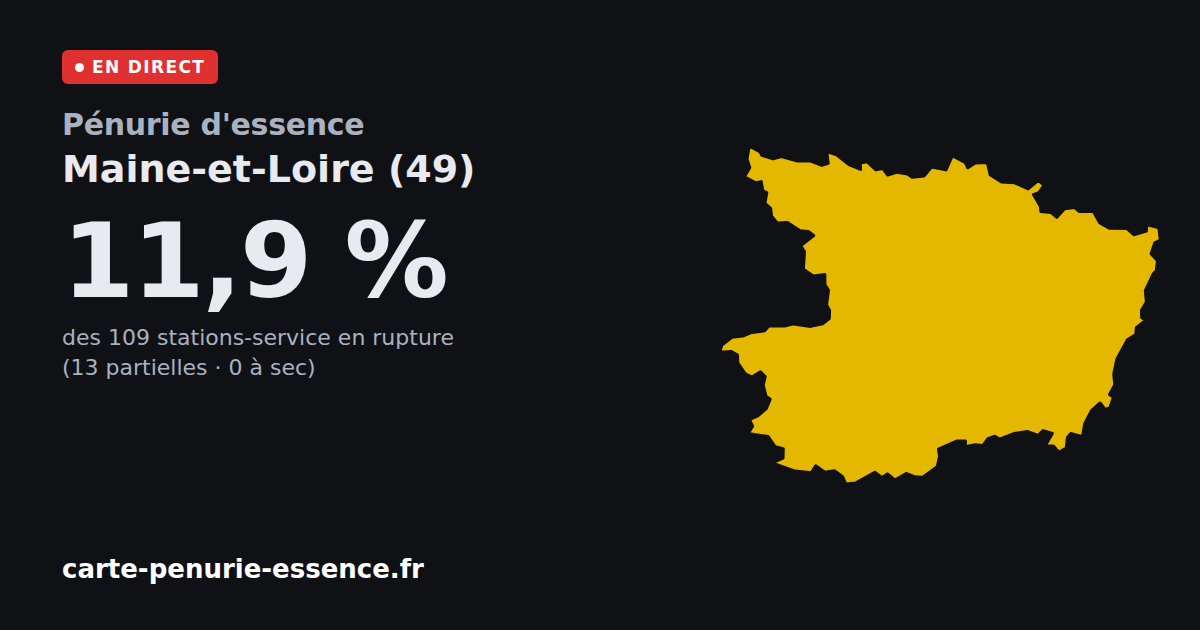 EN DIRECT
Pénurie d'essence
Maine-et-Loire (49)
11,9 %
des 109 stations-service en rupture
(13 partielles · 0 à sec)
carte-penurie-essence.fr